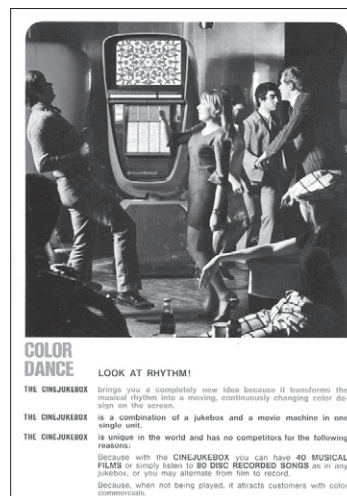 COLOR
DANCE
LOOK AT RHYTHM!
THE CINEJUKEBOX brings you a completely new idea because it transforms the
musical rhythm into a moving, continuously changing color de-
sign on the screen.
THE CINEJUKEBOX is a combination of a jukebox and a movie machine in one
single unit.
THE CINEJUKEBOX is unique in the world and has no competitors for the following
reasons:
Because with the CINEJUKEBOX you can have 40 MUSICAL
FILMS or simply listen to 80 DISC RECORDED SONGS as in any
jukebox, or you may alternate from film to record.
Because, when not being played, it attracts customers with color
commercials.